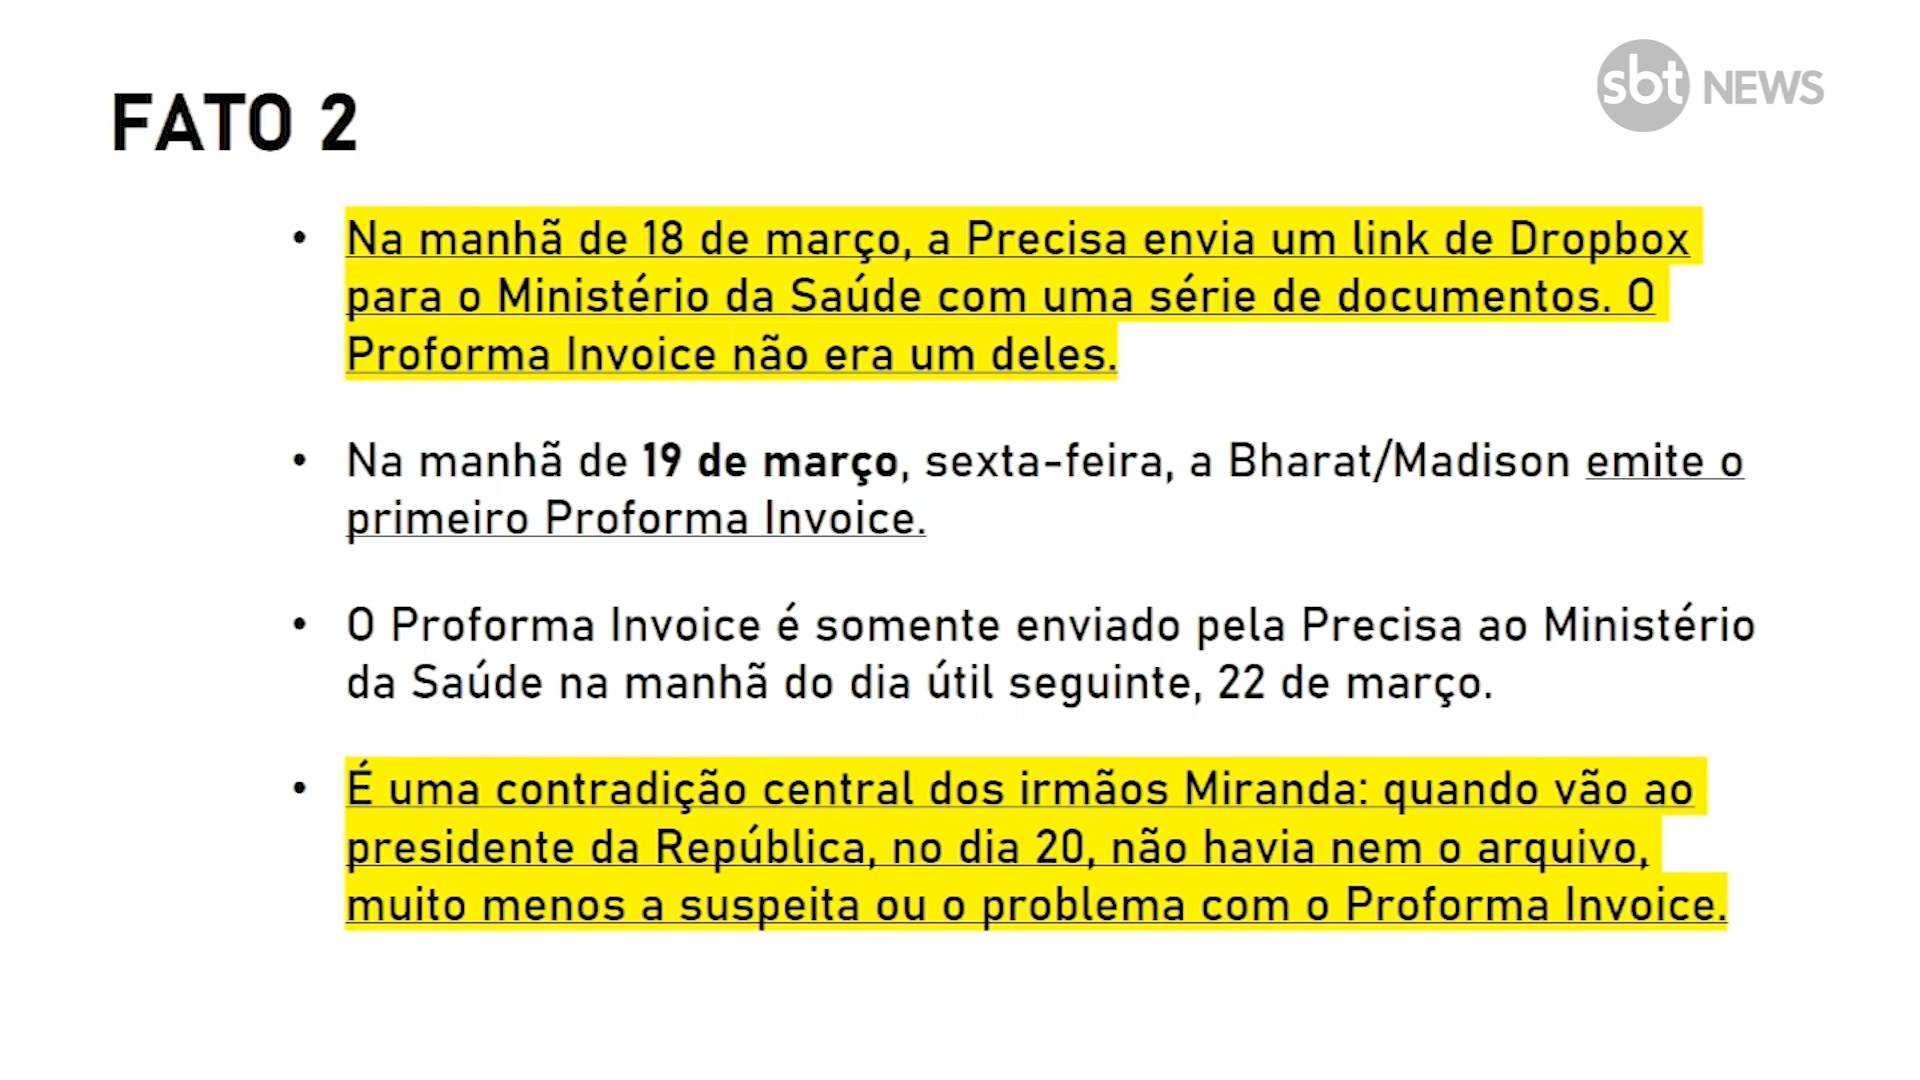 sbt NEWS
FATO 2
• Na manhã de 18 de março, a Precisa envia um link de Dropbox
para o Ministério da Saúde com uma série de documentos. O
Proforma Invoice não era um deles.
• Na manhã de 19 de março, sexta-feira, a Bharat/Madison emite o
primeiro Proforma Invoice.
• O Proforma Invoice é somente enviado pela Precisa ao Ministério
da Saúde na manhã do dia útil seguinte, 22 de março.
• É uma contradição central dos irmãos Miranda: quando vão ao
presidente da República, no dia 20, não havia nem o arquivo,
muito menos a suspeita ou o problema com o Proforma Invoice.